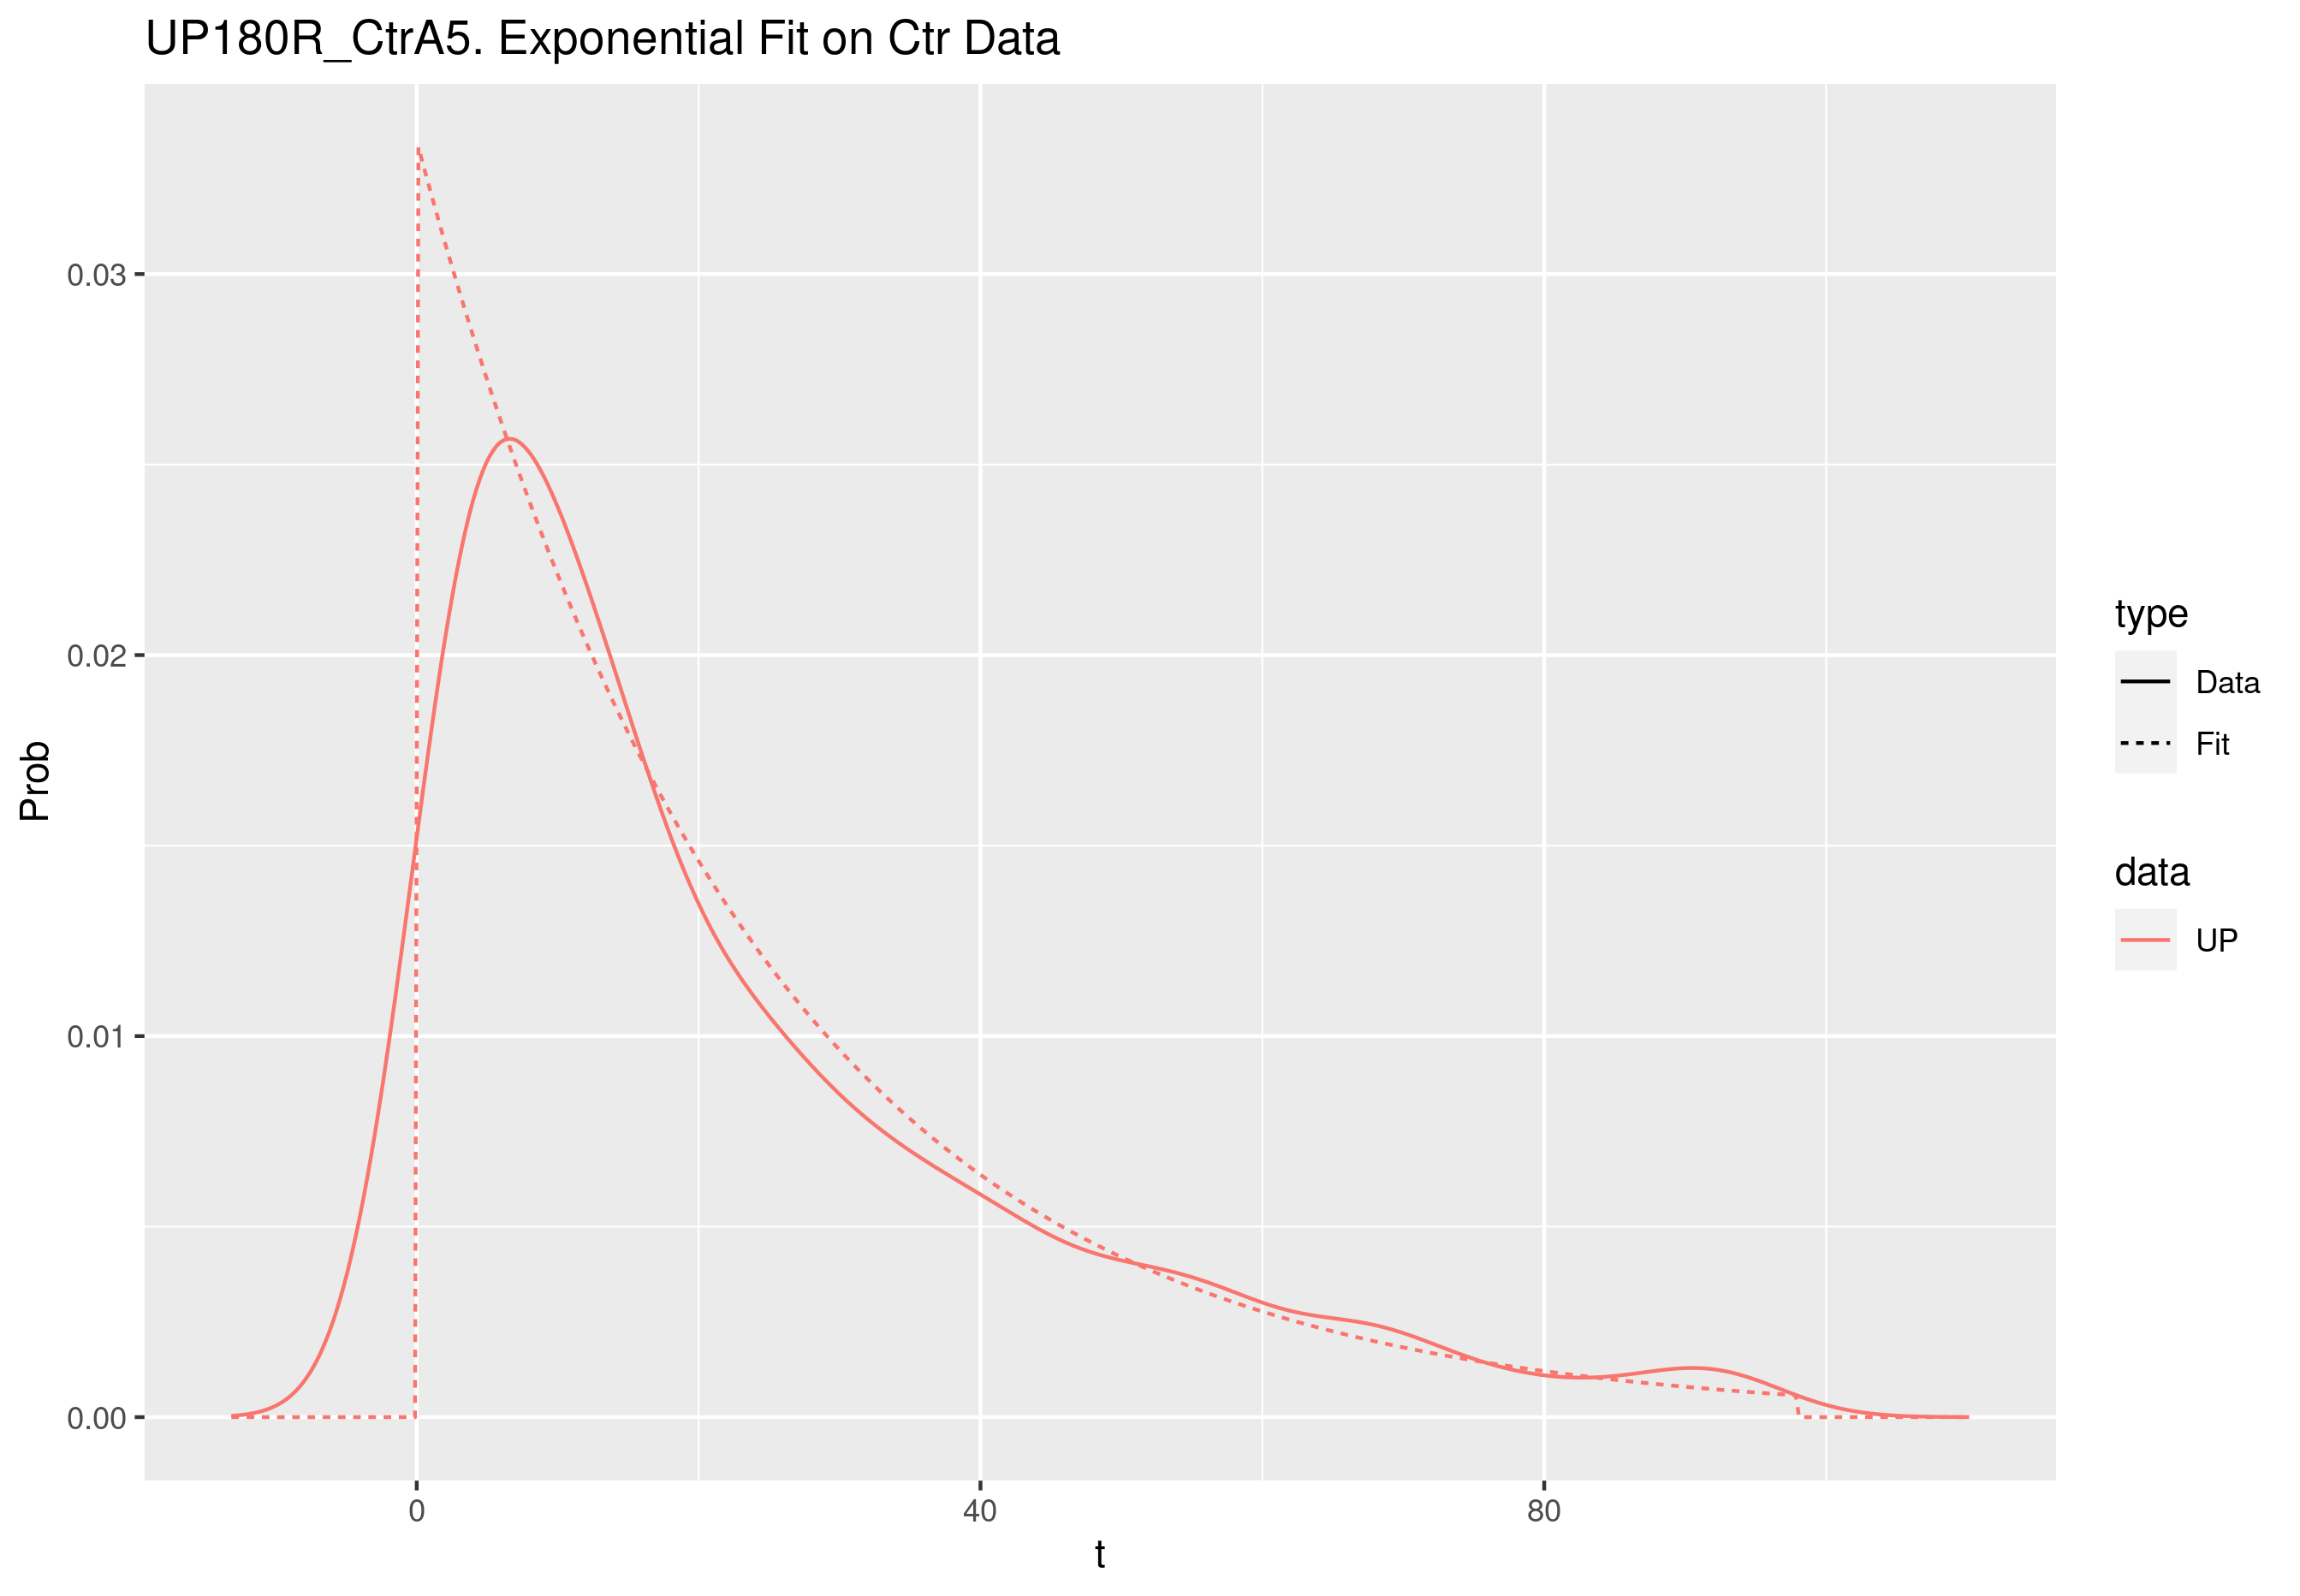 UP180R_CtrA5. Exponential Fit on Ctr Data
Prob
0.03
0.02
0.01
0.00
0
40
80
t
type
Data
Fit
data
UP